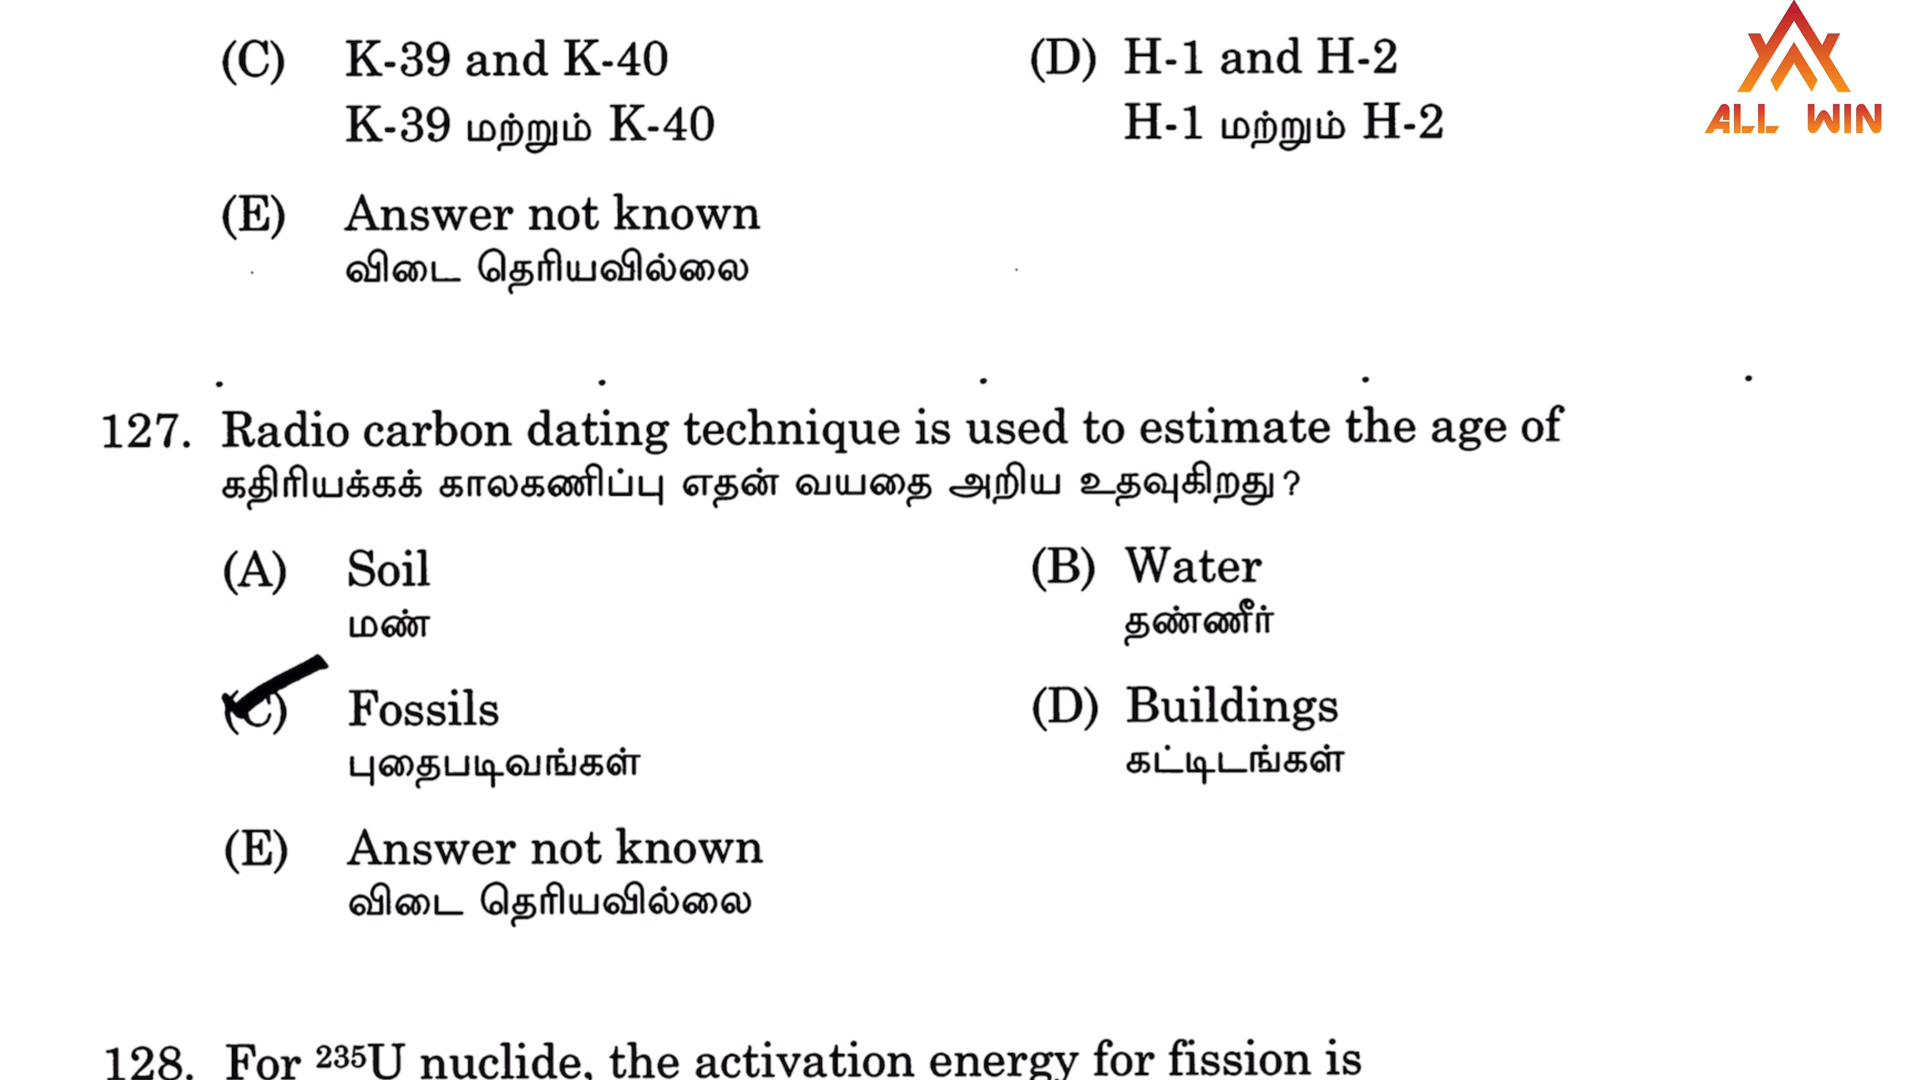 (C) K-39 and K-40
K-39 மற்றும் K-40
(D) H-1 and H-2
H-1 மற்றும் H-2
ALL WIN
(E) Answer not known
விடை தெரியவில்லை
127. Radio carbon dating technique is used to estimate the age of
கதிரியக்கக் காலகணிப்பு எதன் வயதை அறிய உதவுகிறது?
(A) Soil
மண்
(B) Water
தண்ணீர்
(C) Fossils
புதைபடிவங்கள்
(D) Buildings
கட்டிடங்கள்
(E) Answer not known
விடை தெரியவில்லை
128. For ²³⁵U nuclide, the activation energy for fission is